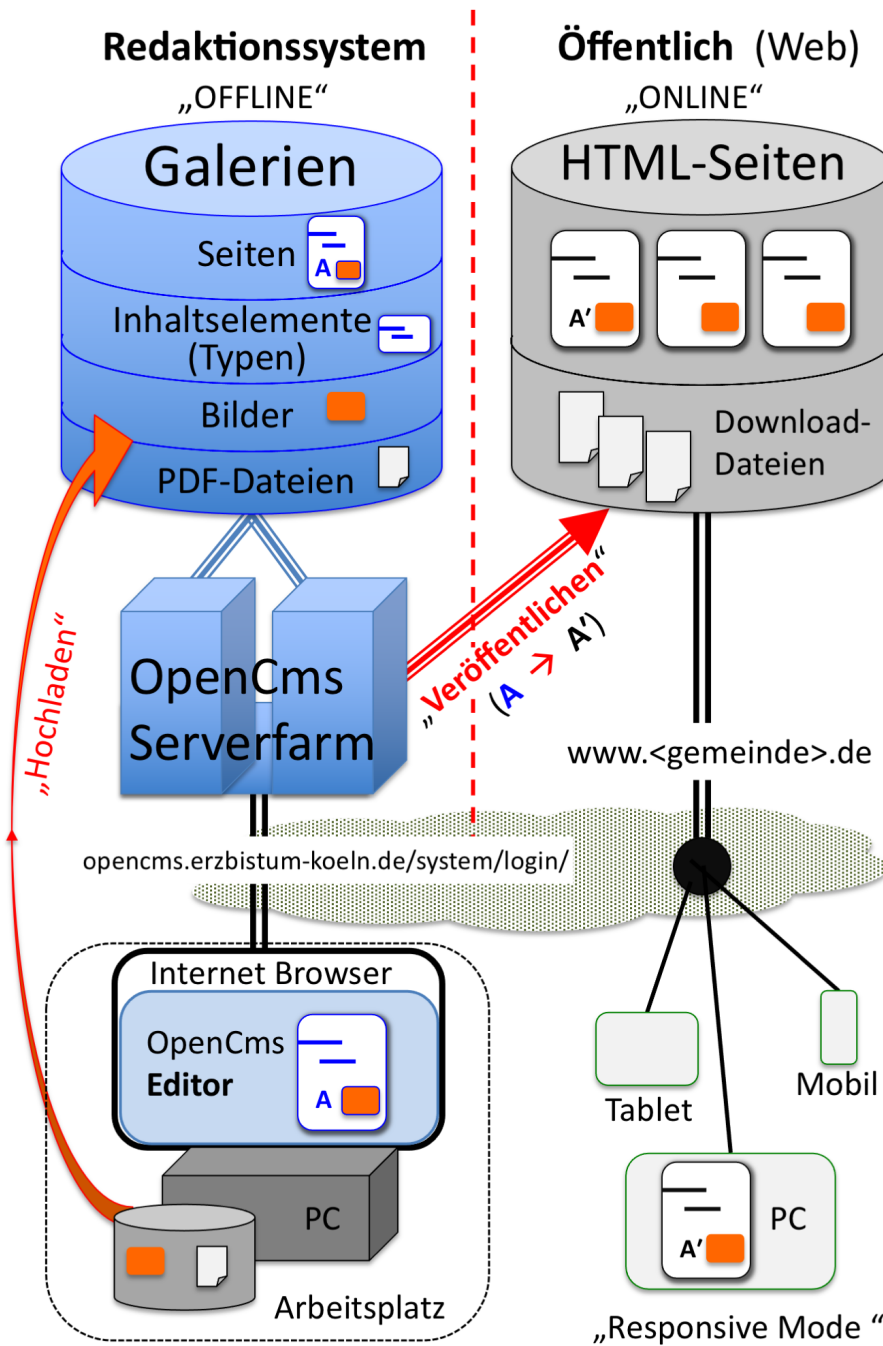 Redaktionssystem
„OFFLINE“
Galerien
Seiten
A
Inhaltselemente
(Typen)
Bilder
PDF-Dateien
„Hochladen“
OpenCms
Serverfarm
„Veröffentlichen“
(A → A′)
Öffentlich (Web)
„ONLINE“
HTML-Seiten
A′
Download-
Dateien
www.<gemeinde>.de
opencms.erzbistum-koeln.de/system/login/
Internet Browser
OpenCms
Editor
A
PC
Arbeitsplatz
Tablet
Mobil
PC
A′
„Responsive Mode “